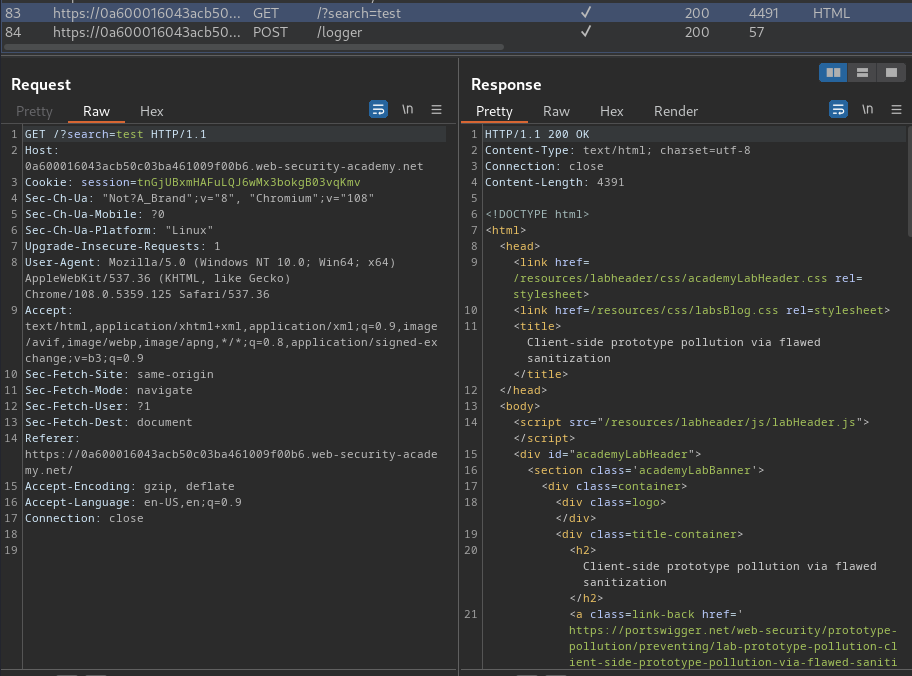 83 https://0a600016043acb50... GET /?search=test ✓ 200 4491 HTML
84 https://0a600016043acb50... POST /logger ✓ 200 57
Request
Pretty Raw Hex \n
1 GET /?search=test HTTP/1.1
2 Host:
0a600016043acb50c03ba461009f00b6.web-security-academy.net
3 Cookie: session=tnGjUBxmHAFuLQJ6wMx3bokgB03vqKmv
4 Sec-Ch-Ua: "Not?A_Brand";v="8", "Chromium";v="108"
5 Sec-Ch-Ua-Mobile: ?0
6 Sec-Ch-Ua-Platform: "Linux"
7 Upgrade-Insecure-Requests: 1
8 User-Agent: Mozilla/5.0 (Windows NT 10.0; Win64; x64)
AppleWebKit/537.36 (KHTML, like Gecko)
Chrome/108.0.5359.125 Safari/537.36
9 Accept:
text/html,application/xhtml+xml,application/xml;q=0.9,image
/avif,image/webp,image/apng,*/*;q=0.8,application/signed-ex
change;v=b3;q=0.9
10 Sec-Fetch-Site: same-origin
11 Sec-Fetch-Mode: navigate
12 Sec-Fetch-User: ?1
13 Sec-Fetch-Dest: document
14 Referer:
https://0a600016043acb50c03ba461009f00b6.web-security-acade
my.net/
15 Accept-Encoding: gzip, deflate
16 Accept-Language: en-US,en;q=0.9
17 Connection: close
18
19
Response
Pretty Raw Hex Render \n
1 HTTP/1.1 200 OK
2 Content-Type: text/html; charset=utf-8
3 Connection: close
4 Content-Length: 4391
5
6 <!DOCTYPE html>
7 <html>
8 <head>
9 <link href=
/resources/labheader/css/academyLabHeader.css rel=
stylesheet>
10 <link href=/resources/css/labsBlog.css rel=stylesheet>
11 <title>
Client-side prototype pollution via flawed
sanitization
</title>
12 </head>
13 <body>
14 <script src="/resources/labheader/js/labHeader.js">
</script>
15 <div id="academyLabHeader">
16 <section class='academyLabBanner'>
17 <div class=container>
18 <div class=logo>
</div>
19 <div class=title-container>
20 <h2>
Client-side prototype pollution via flawed
sanitization
</h2>
21 <a class=link-back href='
https://portswigger.net/web-security/prototype-
pollution/preventing/lab-prototype-pollution-cl
ient-side-prototype-pollution-via-flawed-saniti